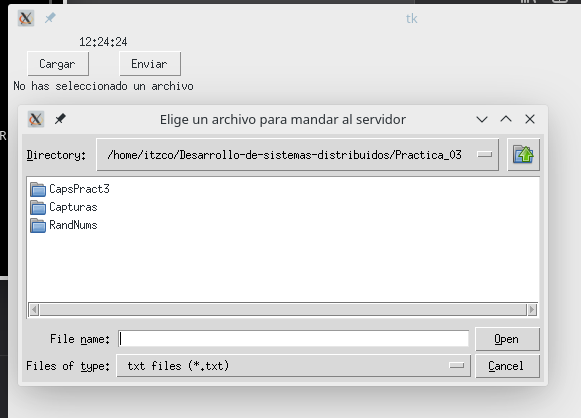 tk
12:24:24
Cargar Enviar
No has seleccionado un archivo
R
Elige un archivo para mandar al servidor
Directory: /home/itzco/Desarrollo-de-sistemas-distribuidos/Practica_03
CapsPract3
Capturas
RandNums
File name: Open
Files of type: txt files (*.txt) Cancel